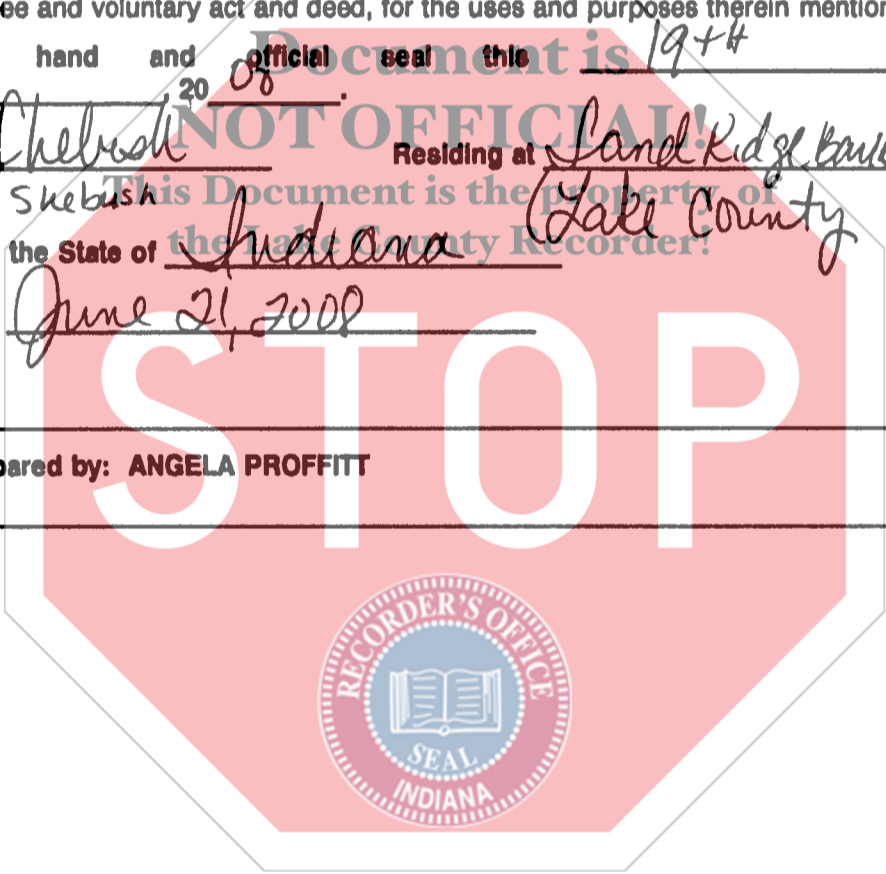 ee and voluntary act and deed, for the uses and purposes therein mention
Document is
hand and official seal this 19th
, 20 .
NOT OFFICIAL!
Residing at Sand Ridge Bank
Skebush
This Document is the property of
(Lake County
the State of Indiana
the Lake County Recorder!
June 21, 2008
STOP
pared by: ANGELA PROFFITT
RECORDER'S OFFICE
SEAL
INDIANA